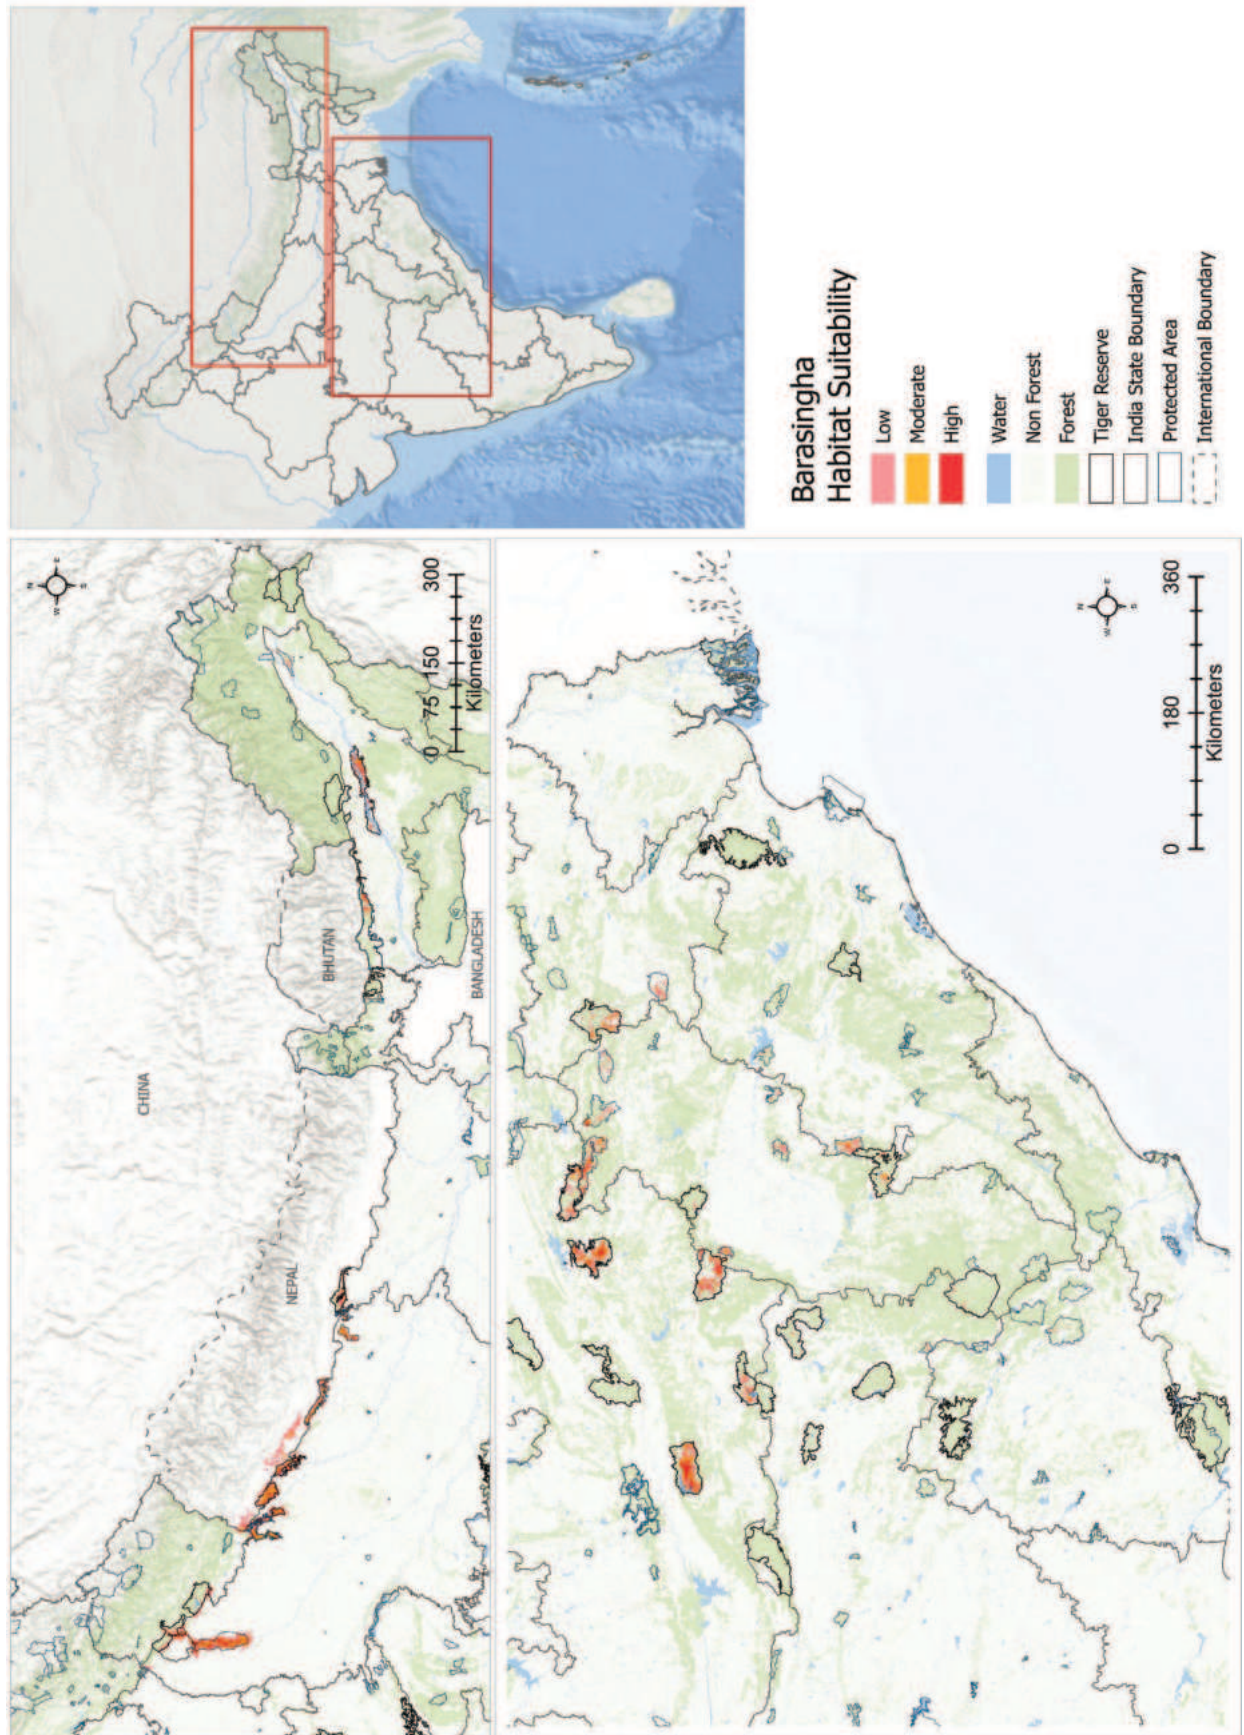 CHINA
NEPAL
BHUTAN
BANGLADESH
N
W
E
S
0 75 150 300
Kilometers
N
W
E
S
0 180 360
Kilometers
Barasingha
Habitat Suitability
Low
Moderate
High
Water
Non Forest
Forest
Tiger Reserve
India State Boundary
Protected Area
International Boundary